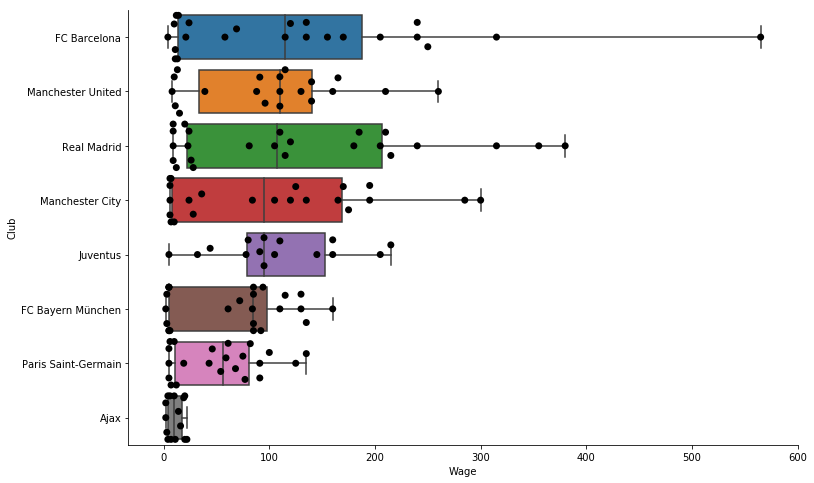 FC Barcelona
Manchester United
Real Madrid
Manchester City
Juventus
FC Bayern München
Paris Saint-Germain
Ajax
Club
0 100 200 300 400 500 600
Wage